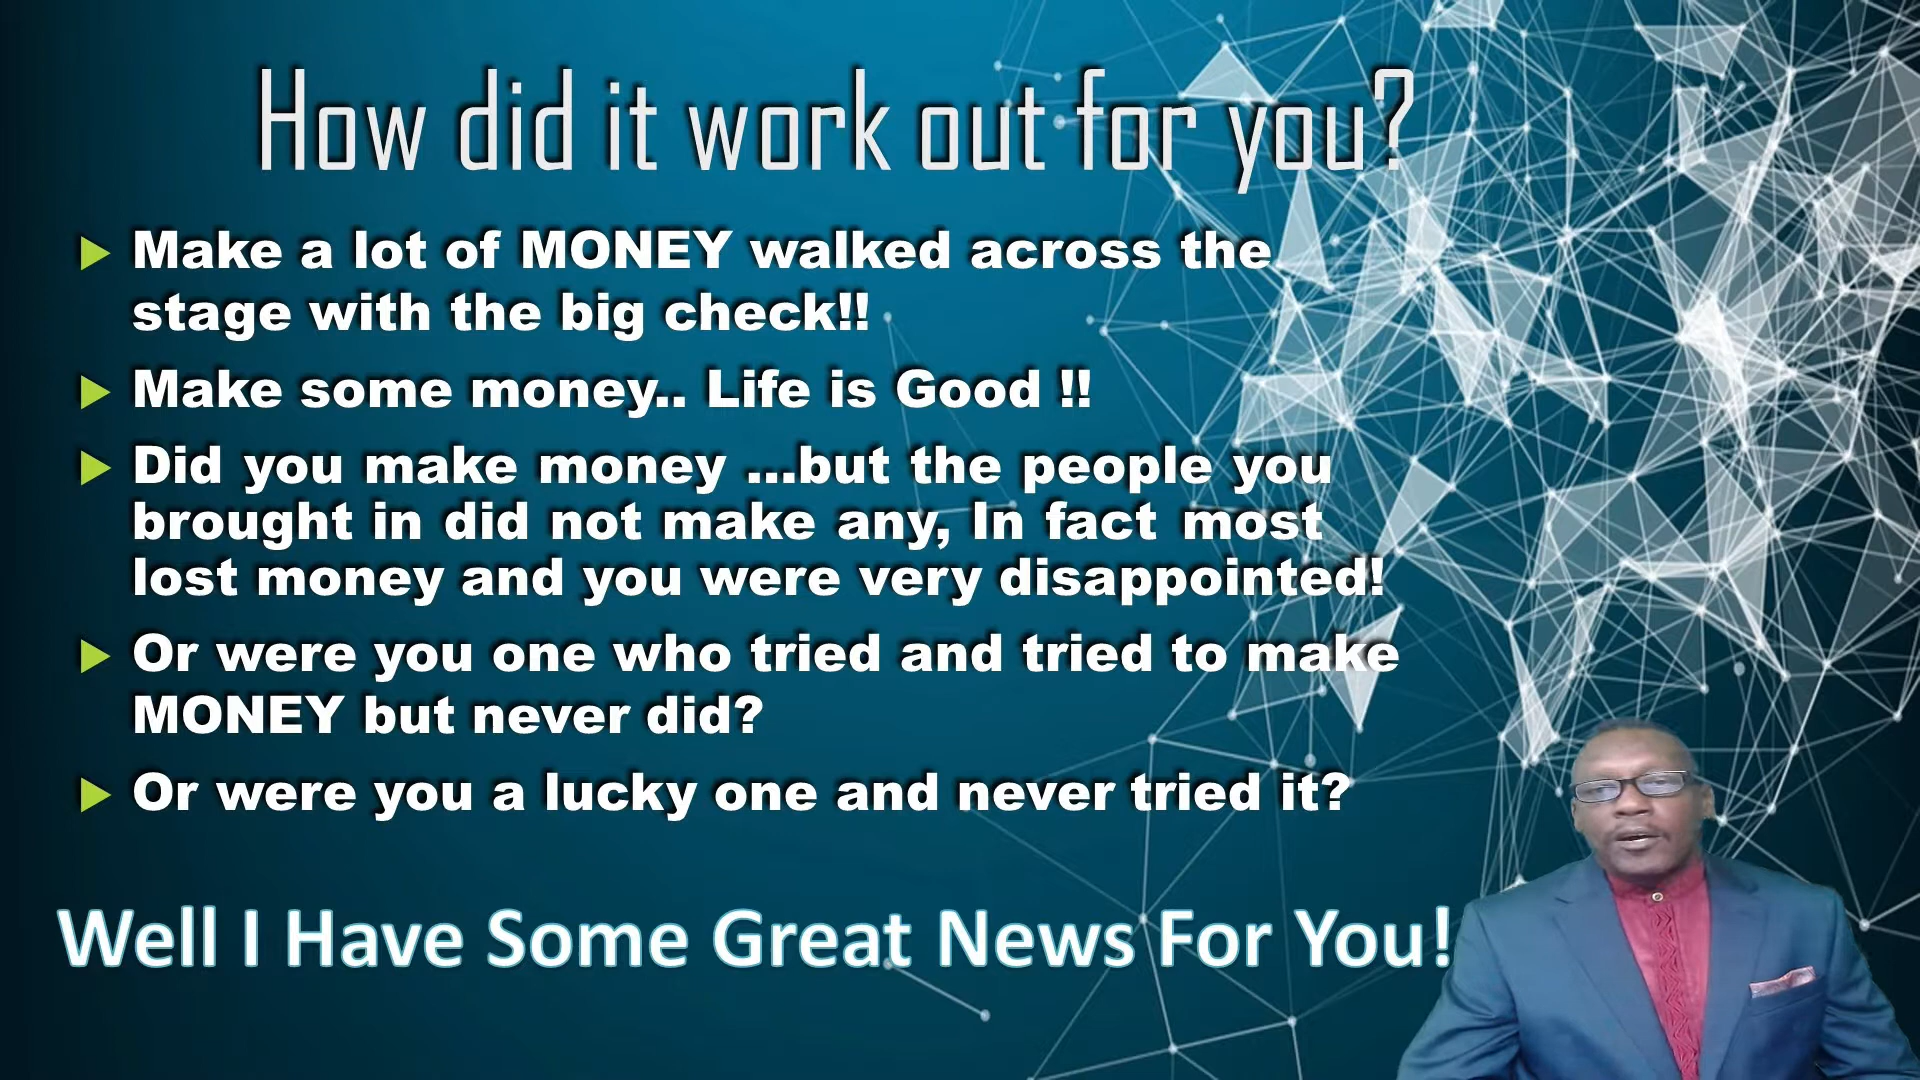 How did it work out for you?
Make a lot of MONEY walked across the
stage with the big check!!
Make some money.. Life is Good !!
Did you make money ...but the people you
brought in did not make any, In fact most
lost money and you were very disappointed!
Or were you one who tried and tried to make
MONEY but never did?
Or were you a lucky one and never tried it?
Well I Have Some Great News For You!